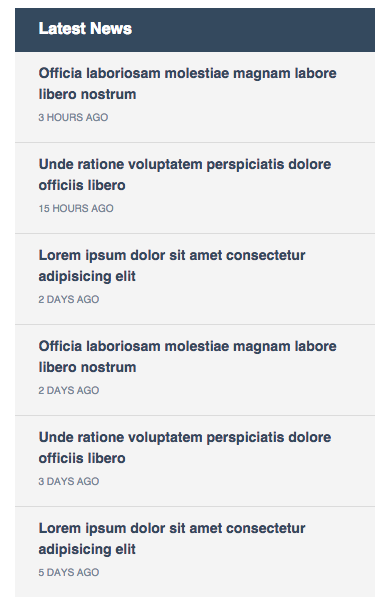 Latest News
Officia laboriosam molestiae magnam labore
libero nostrum
3 HOURS AGO
Unde ratione voluptatem perspiciatis dolore
officiis libero
15 HOURS AGO
Lorem ipsum dolor sit amet consectetur
adipisicing elit
2 DAYS AGO
Officia laboriosam molestiae magnam labore
libero nostrum
2 DAYS AGO
Unde ratione voluptatem perspiciatis dolore
officiis libero
3 DAYS AGO
Lorem ipsum dolor sit amet consectetur
adipisicing elit
5 DAYS AGO